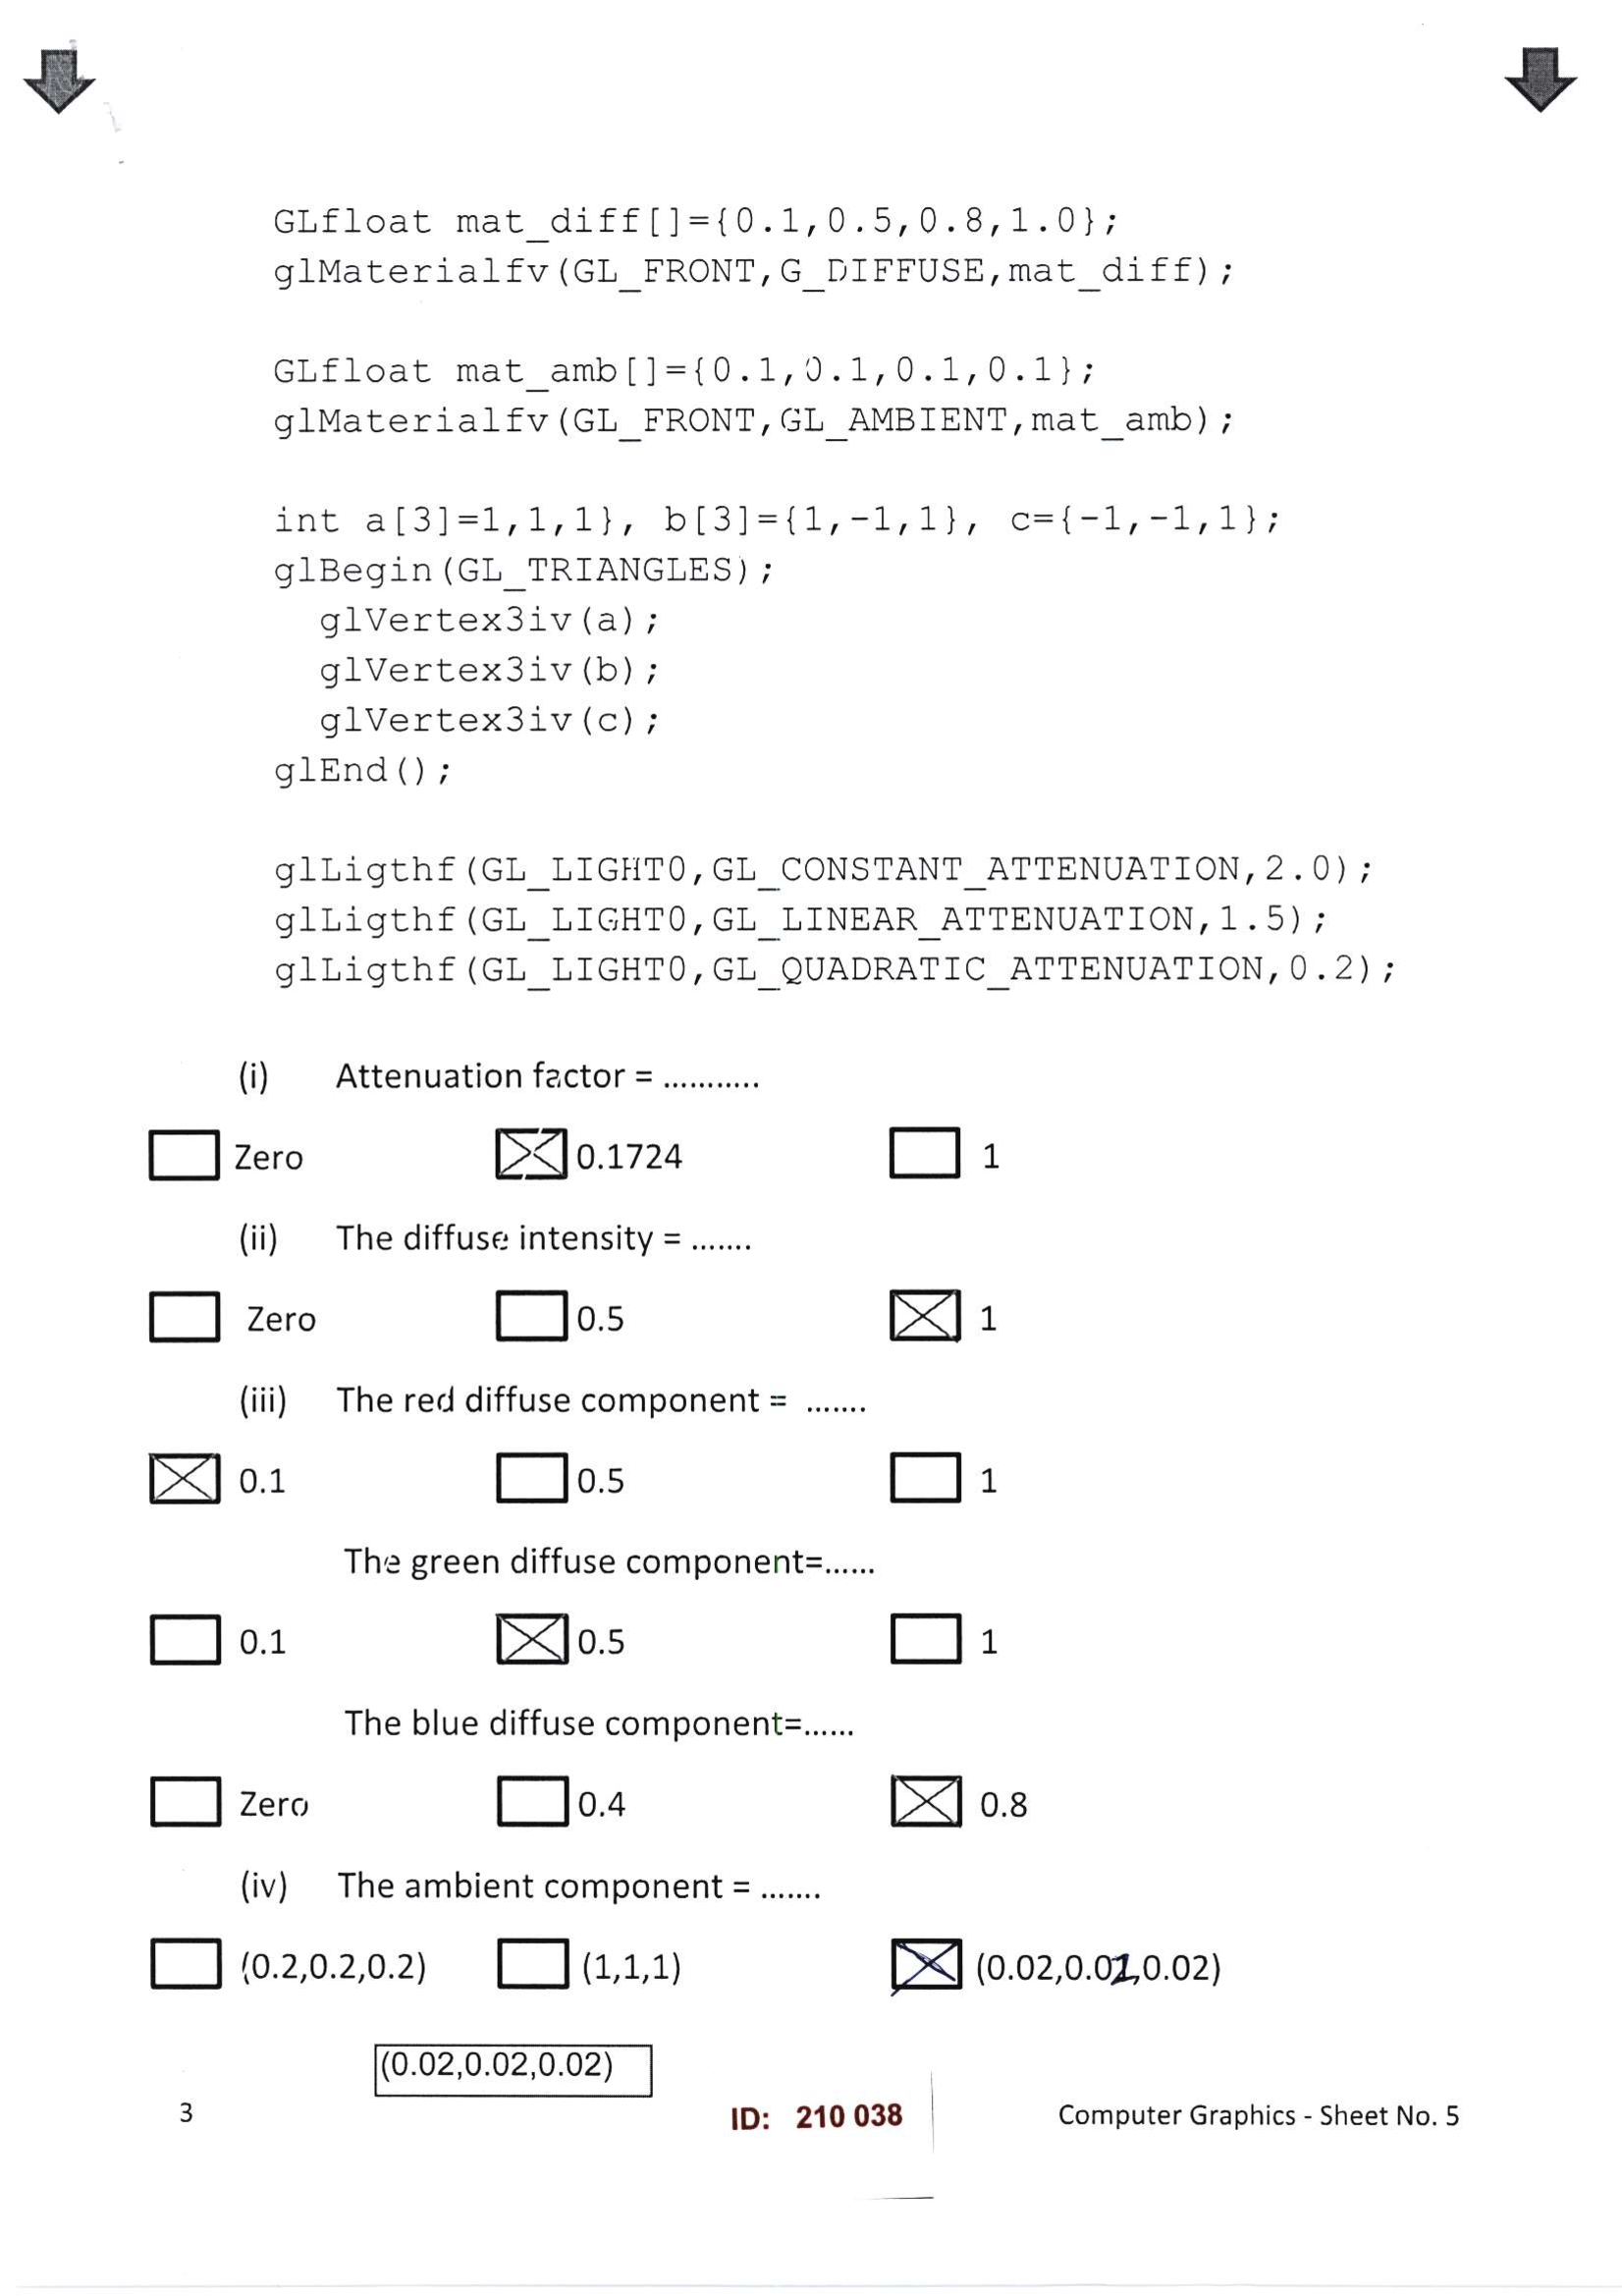 GLfloat mat_diff[]={0.1,0.5,0.8,1.0};
glMaterialfv(GL_FRONT,G_DIFFUSE,mat_diff);
GLfloat mat_amb[]={0.1,0.1,0.1,0.1};
glMaterialfv(GL_FRONT,GL_AMBIENT,mat_amb);
int a[3]=1,1,1}, b[3]={1,-1,1}, c={-1,-1,1};
glBegin(GL_TRIANGLES);
glVertex3iv(a);
glVertex3iv(b);
glVertex3iv(c);
glEnd();
glLigthf(GL_LIGHT0,GL_CONSTANT_ATTENUATION,2.0);
glLigthf(GL_LIGHT0,GL_LINEAR_ATTENUATION,1.5);
glLigthf(GL_LIGHT0,GL_QUADRATIC_ATTENUATION,0.2);
(i) Attenuation factor = ...........
Zero 0.1724 1
(ii) The diffuse intensity = .......
Zero 0.5 1
(iii) The red diffuse component = .......
0.1 0.5 1
The green diffuse component=......
0.1 0.5 1
The blue diffuse component=......
Zero 0.4 0.8
(iv) The ambient component = .......
(0.2,0.2,0.2) (1,1,1) (0.02,0.02,0.02)
(0.02,0.02,0.02)
3 ID: 210 038 Computer Graphics - Sheet No. 5